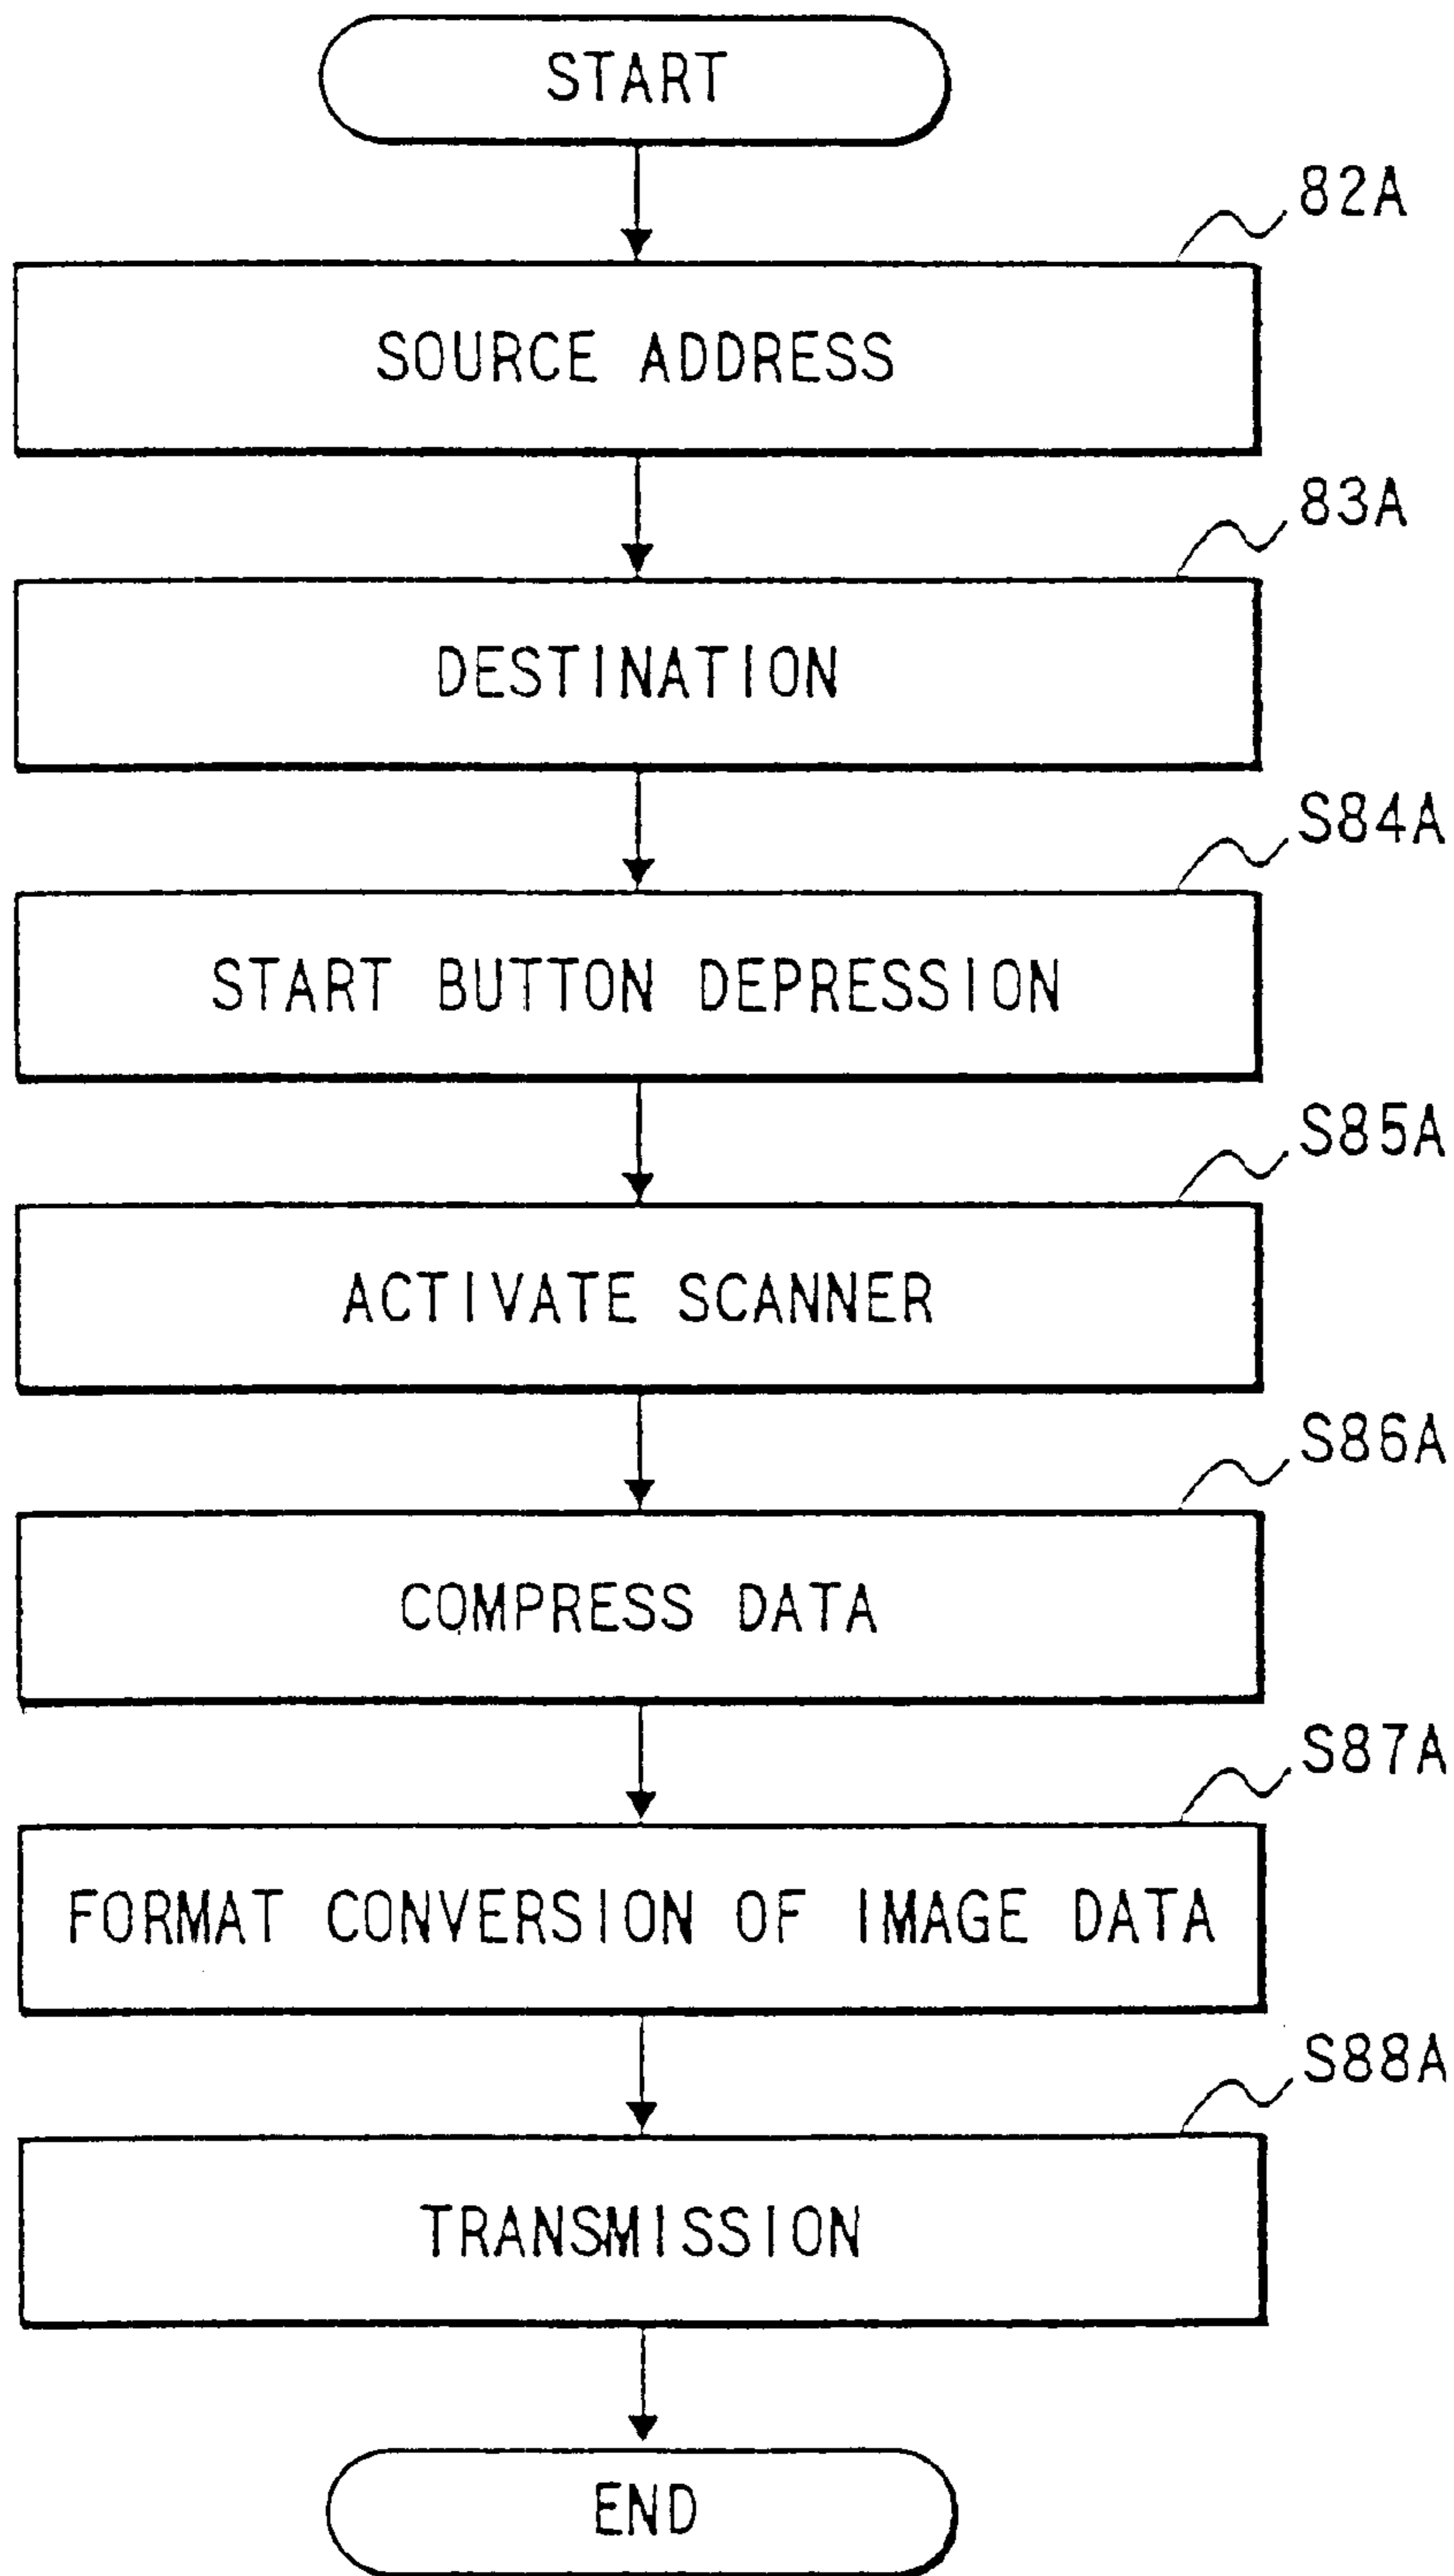 START
82A
SOURCE ADDRESS
83A
DESTINATION
S84A
START BUTTON DEPRESSION
S85A
ACTIVATE SCANNER
S86A
COMPRESS DATA
S87A
FORMAT CONVERSION OF IMAGE DATA
S88A
TRANSMISSION
END